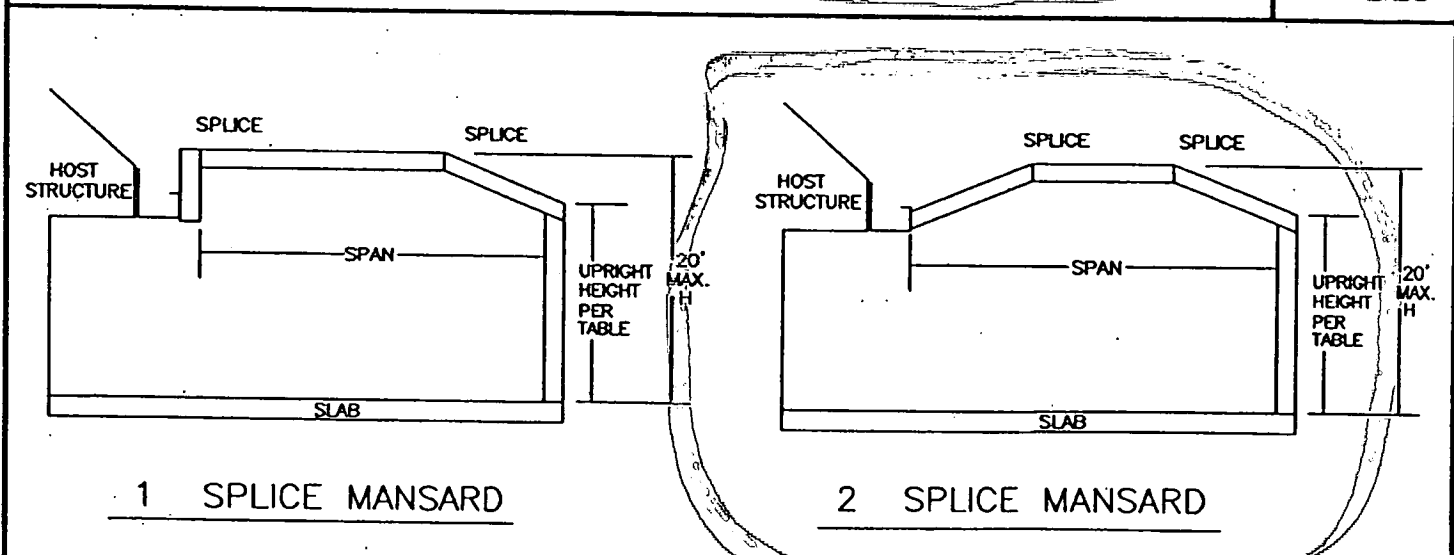 SPLICE
SPLICE
HOST
STRUCTURE
SPAN
UPRIGHT
HEIGHT
PER
TABLE
20'
MAX.
H
SLAB
1 SPLICE MANSARD
SPLICE
SPLICE
HOST
STRUCTURE
SPAN
UPRIGHT
HEIGHT
PER
TABLE
20'
MAX.
H
SLAB
2 SPLICE MANSARD